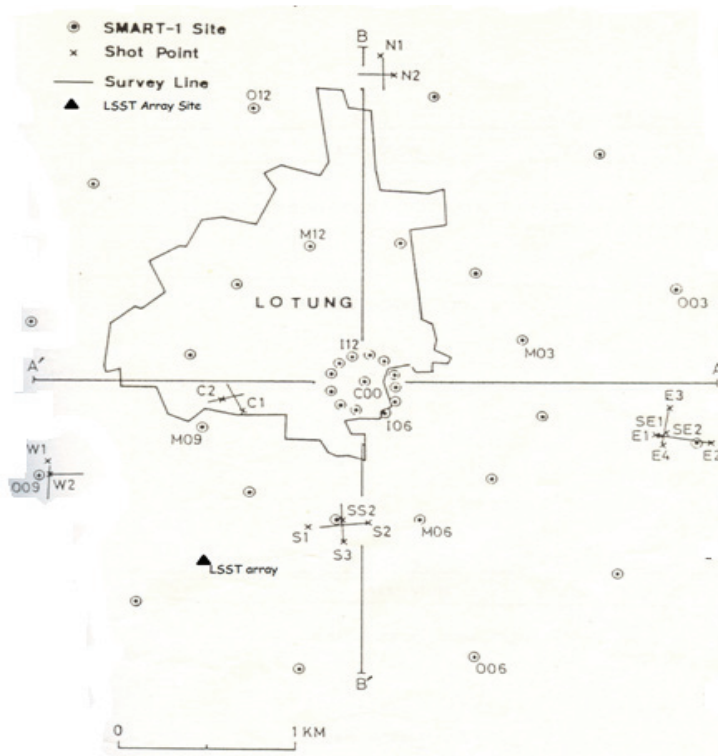 SMART-1 Site
Shot Point
Survey Line
LSST Array Site
B
N1
N2
O12
M12
LOTUNG
O03
I12
M03
A'
A
C00
C2
C1
I06
M09
E3
SE1
SE2
E1
E4
E2
W1
O09
W2
SS2
S1
S2
S3
M06
LSST array
O06
B'
0
1 KM